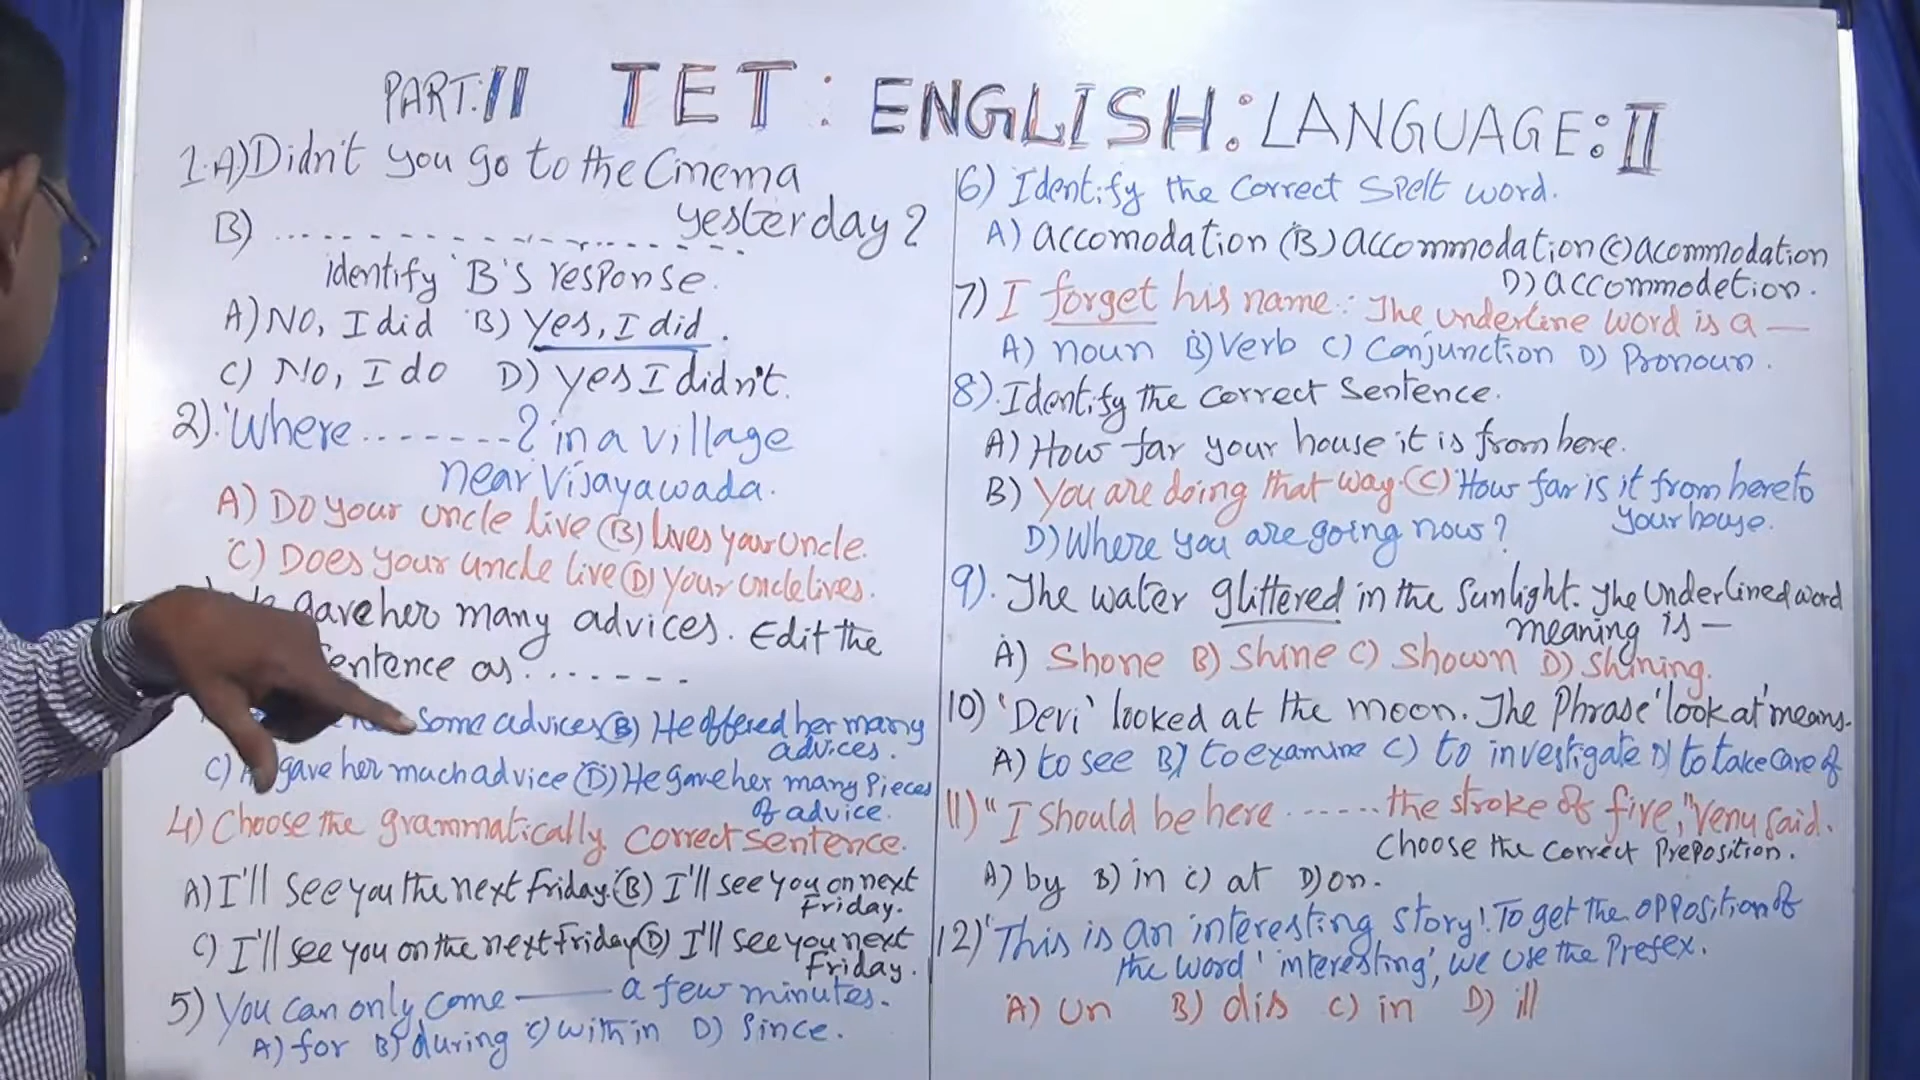 PART: II TET: ENGLISH: LANGUAGE: II
1. A) Didn't you go to the Cinema
yesterday?
B) ....................
identify 'B's response.
A) No, I did B) Yes, I did.
C) No, I do D) yes I didn't.
2). 'Where .......? in a village
near Vijayawada.
A) Do your uncle live (B) lives your uncle.
C) Does your uncle live (D) your uncle lives.
gave her many advices. Edit the
entence as .......
some advices (B) He offered her many
advices.
C) gave her much advice (D) He gave her many Pieces
of advice.
4) Choose the grammatically correct sentence.
A) I'll see you the next Friday. (B) I'll see you on next
Friday.
C) I'll see you on the next Friday (D) I'll see you next
Friday.
5) You can only come —— a few minutes.
A) for B) during C) within D) Since.
6) Identify the correct Spelt word.
A) accomodation (B) accommodation (C) acommodation
D) accommodetion.
7) I forget his name: The underline word is a —
A) noun B) Verb C) Conjunction D) Pronoun.
8). Identify the correct Sentence.
A) How far your house it is from here.
B) You are doing that way. (C) How far is it from here to
your house.
D) Where you are going now?
9). The water glittered in the sunlight. The Underlined word
meaning is —
A) Shone B) Shine C) Shown D) Shining.
10) 'Devi' looked at the moon. The Phrase 'look at' means.
A) to see B) to examine C) to investigate D) to take care of
11) "I should be here ...... the stroke of five," Venu said.
Choose the correct Preposition.
A) by B) in C) at D) on.
12) 'This is an interesting story'. To get the opposition of
the word 'interesting', we use the Prefex.
A) un B) dis C) in D) ill